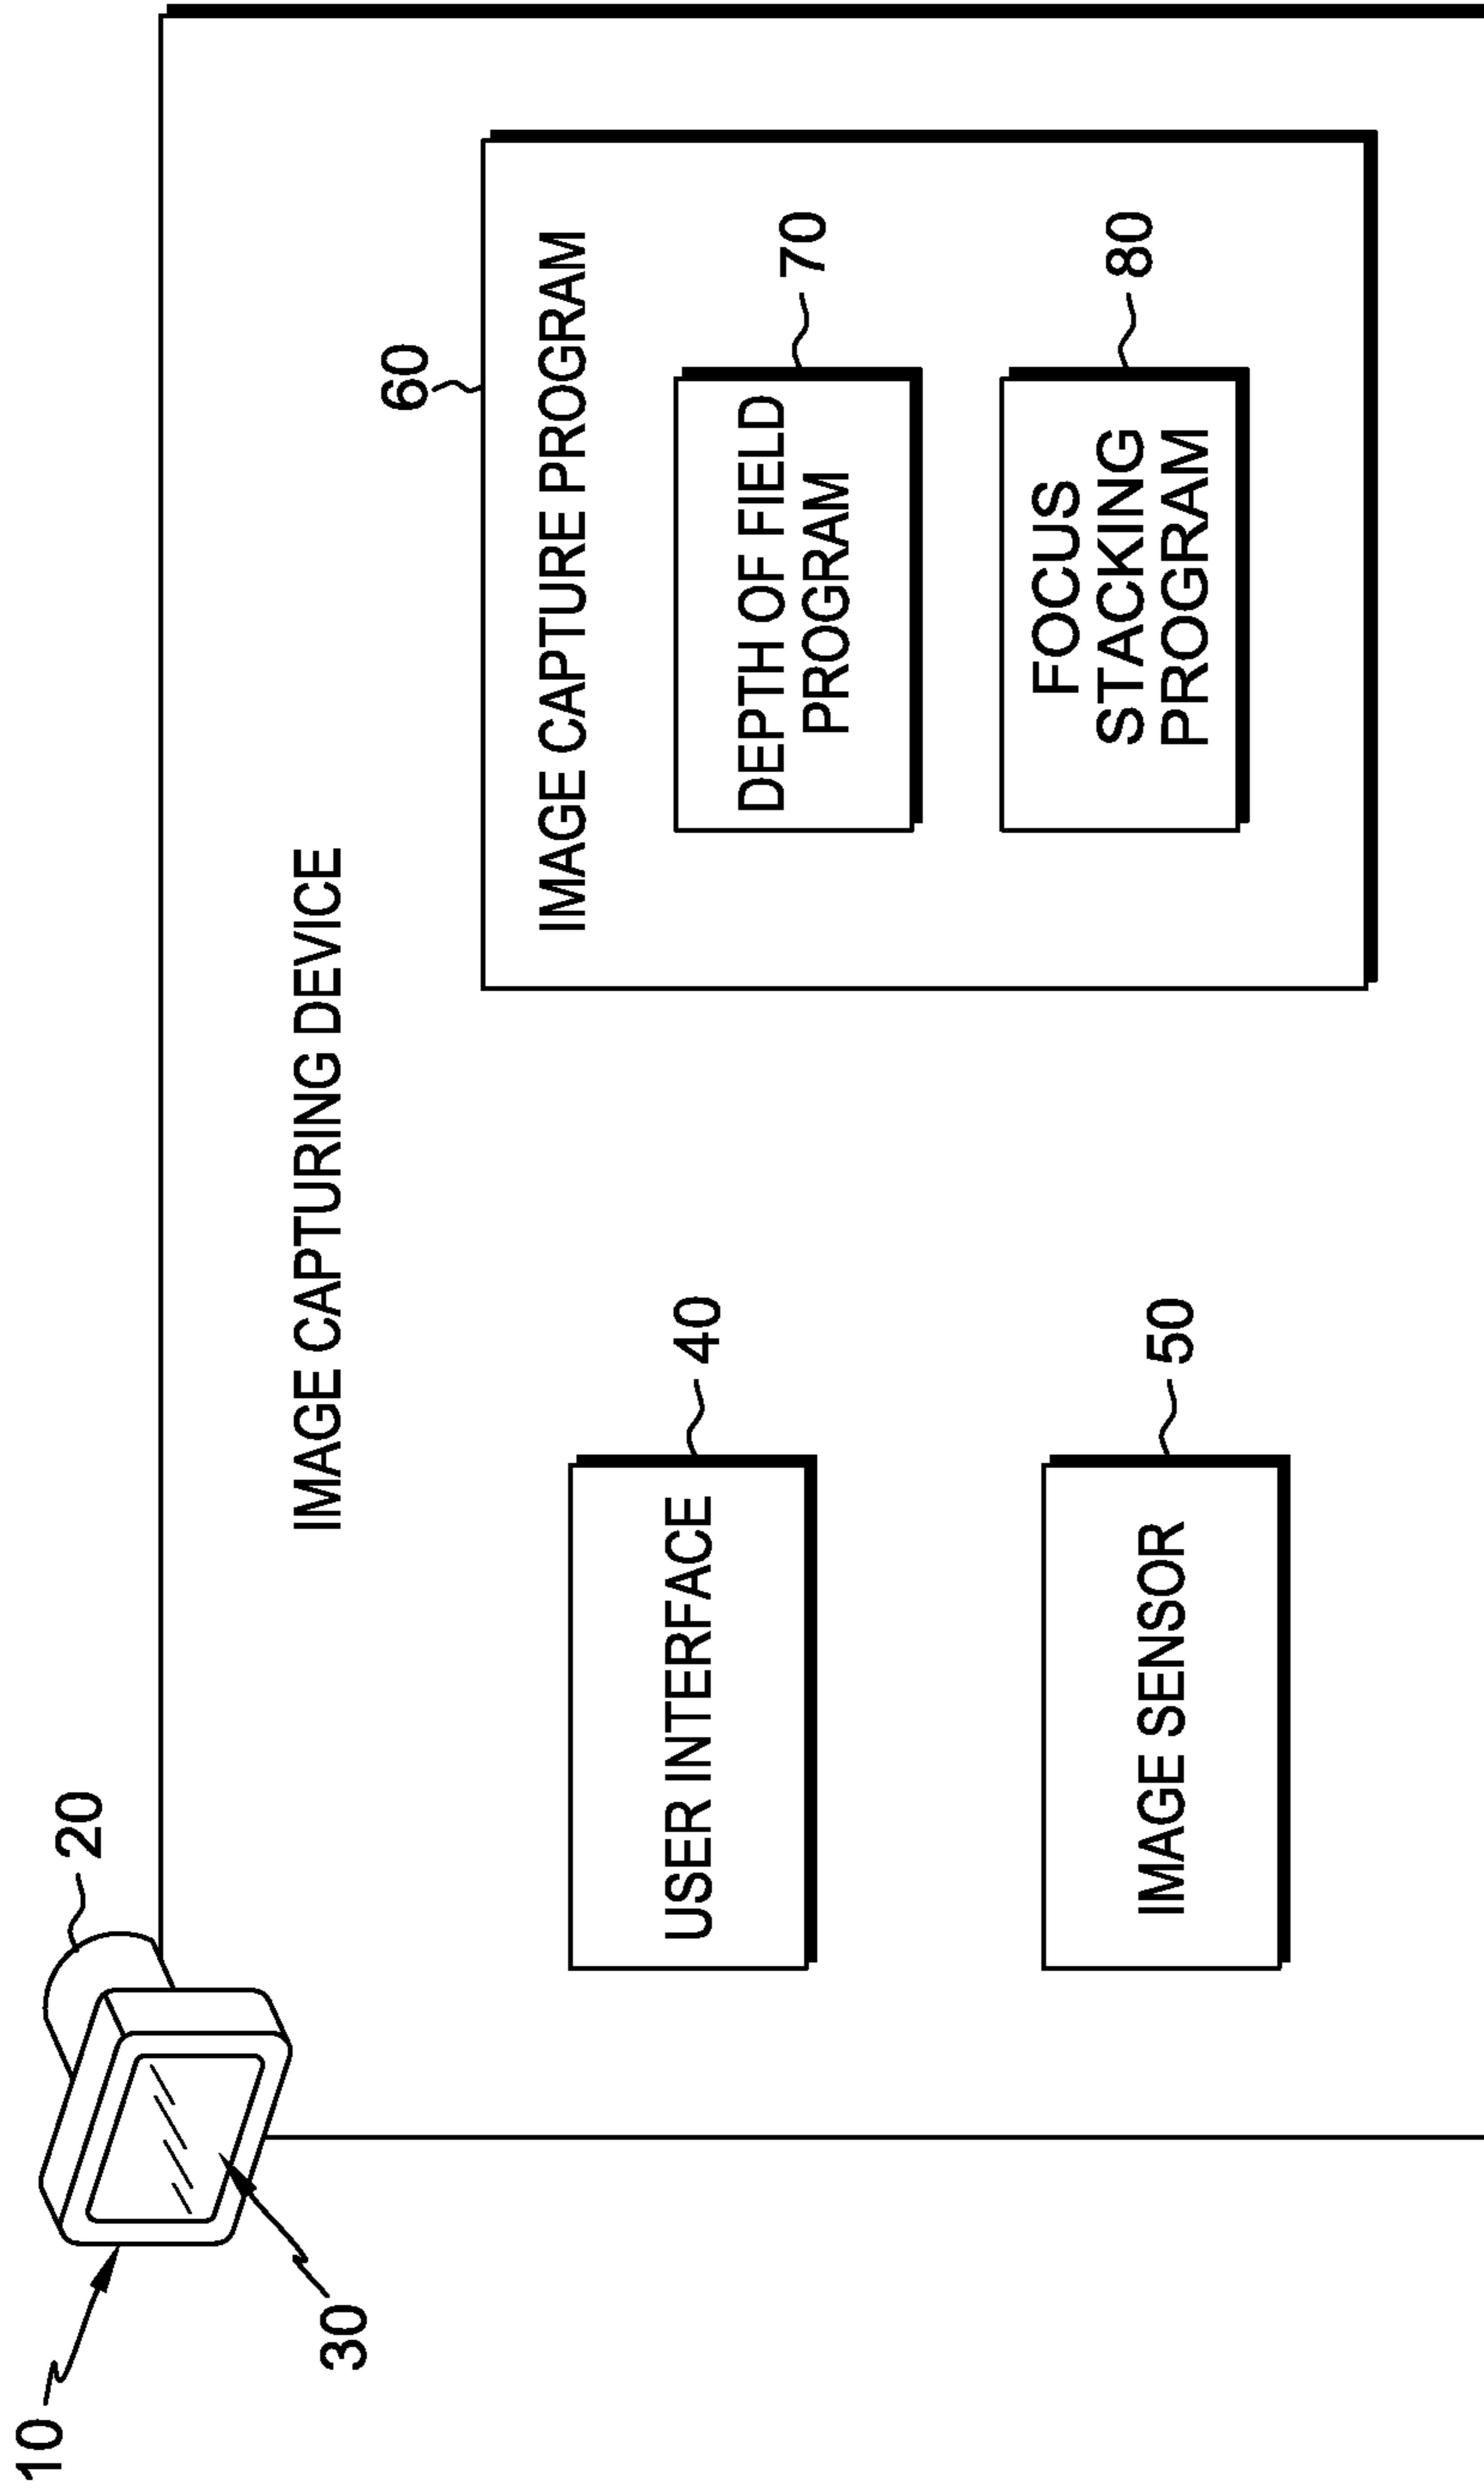 10
20
30
IMAGE CAPTURING DEVICE
60
IMAGE CAPTURE PROGRAM
40
USER INTERFACE
70
DEPTH OF FIELD
PROGRAM
50
IMAGE SENSOR
80
FOCUS
STACKING
PROGRAM